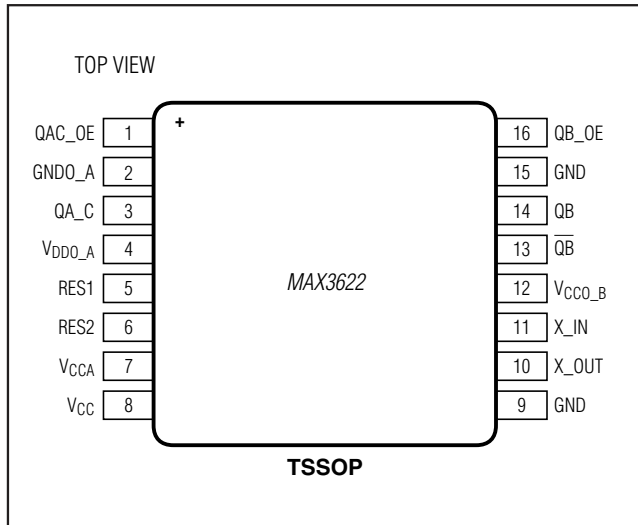 TOP VIEW
+
QAC_OE 1
GNDO_A 2
QA_C 3
VDDO_A 4
RES1 5
RES2 6
VCCA 7
VCC 8
MAX3622
16 QB_OE
15 GND
14 QB
13 Q̅B̅
12 VCCO_B
11 X_IN
10 X_OUT
9 GND
TSSOP